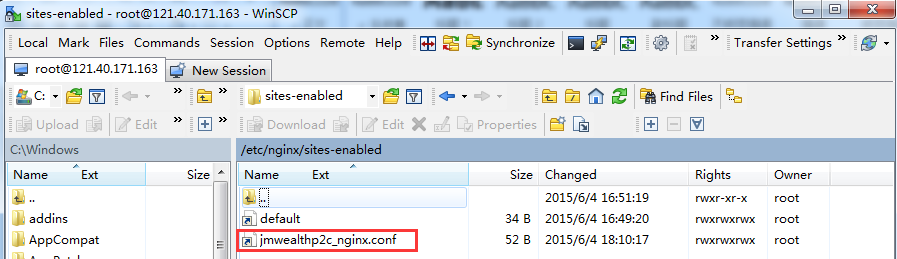 sites-enabled - root@121.40.171.163 - WinSCP
Local Mark Files Commands Session Options Remote Help Synchronize Transfer Settings
root@121.40.171.163 New Session
C: sites-enabled Find Files
Upload Edit Download Edit Properties
C:\Windows /etc/nginx/sites-enabled
Name Ext Size Name Ext Size Changed Rights Owner
.. .. 2015/6/4 16:51:19 rwxr-xr-x root
addins default 34 B 2015/6/4 16:49:20 rwxrwxrwx root
AppCompat jmwealthp2c_nginx.conf 52 B 2015/6/4 18:10:17 rwxrwxrwx root